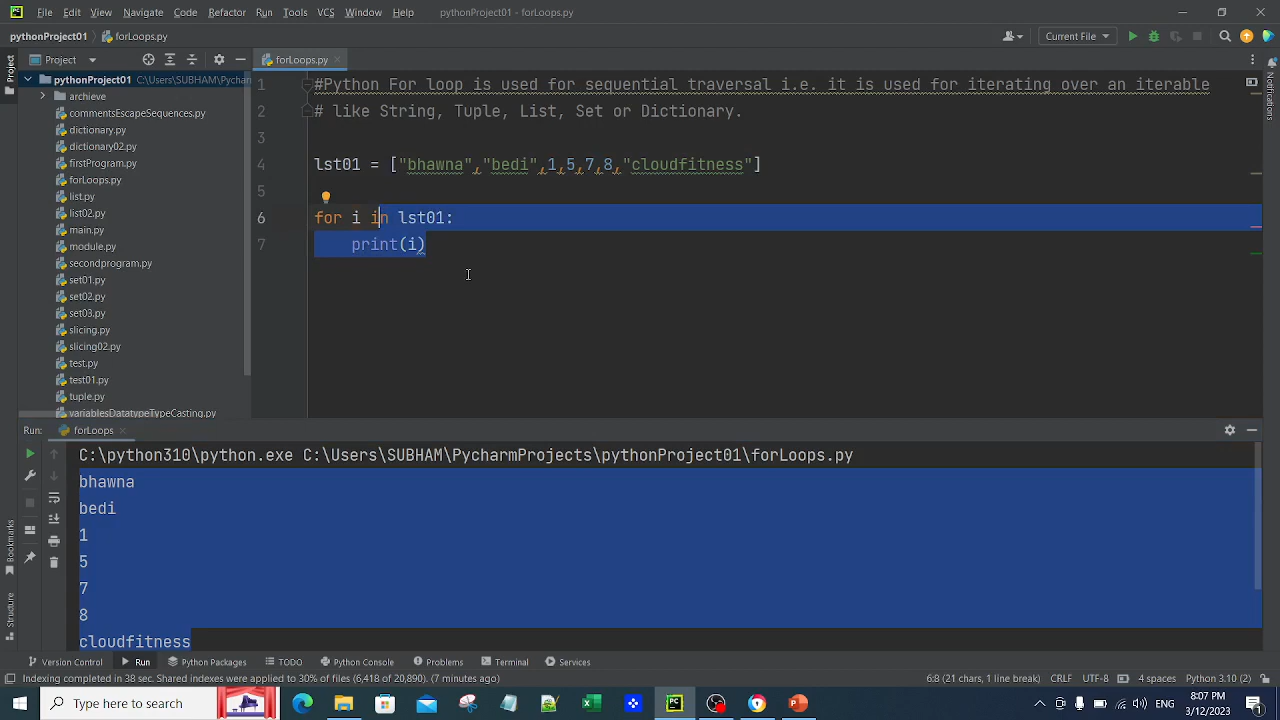 File Edit View Navigate Code Refactor Run Tools VCS Window Help pythonProject01 - forLoops.py
pythonProject01 forLoops.py Current File
Project forLoops.py
pythonProject01 C:\Users\SUBHAM\Pychar
archieve
commentsEscapeSequences.py
dictionary.py
dictionary02.py
firstProgram.py
forLoops.py
list.py
list02.py
main.py
module.py
secondprogram.py
set01.py
set02.py
set03.py
slicing.py
slicing02.py
test.py
test01.py
tuple.py
variablesDatatypeTypeCasting.py
1 #Python For loop is used for sequential traversal i.e. it is used for iterating over an iterable
2 # like String, Tuple, List, Set or Dictionary.
3
4 lst01 = ["bhawna","bedi",1,5,7,8,"cloudfitness"]
5
6 for i in lst01:
7 print(i)
Project
Bookmarks
Structure
Notifications
Run: forLoops
C:\python310\python.exe C:\Users\SUBHAM\PycharmProjects\pythonProject01\forLoops.py
bhawna
bedi
1
5
7
8
cloudfitness
Version Control Run Python Packages TODO Python Console Problems Terminal Services
Indexing completed in 38 sec. Shared indexes were applied to 20% of files (6,418 of 20,890). (7 minutes ago) 6:8 (21 chars, 1 line break) CRLF UTF-8 4 spaces Python 3.10 (2)
Type here to search ENG 8:07 PM
3/12/2023